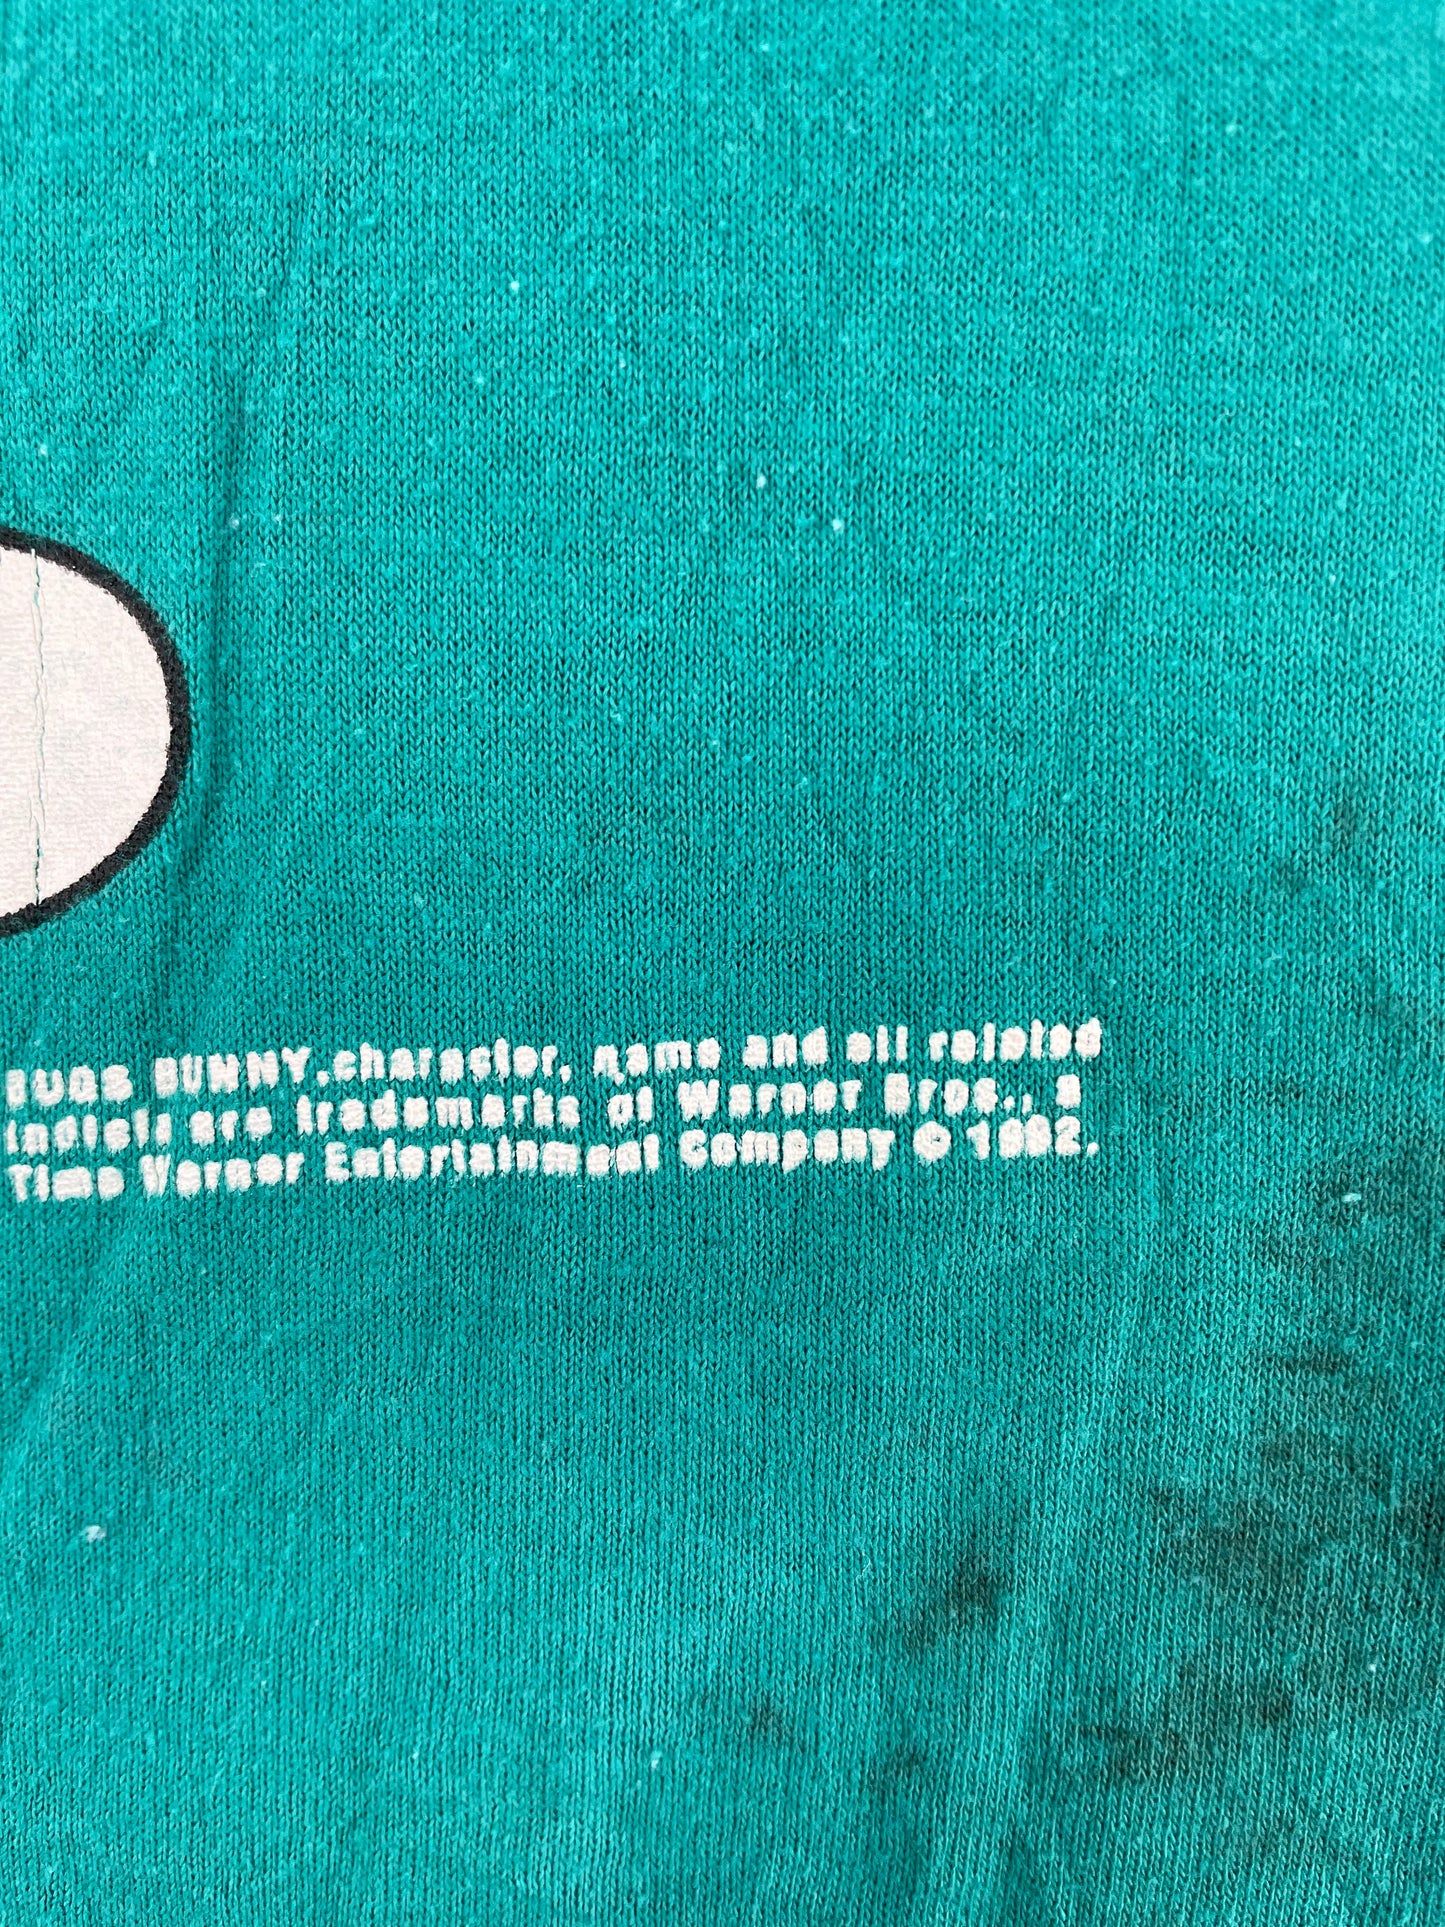 BUGS BUNNY,character, name and all related
indicia are trademarks of Warner Bros., a
Time Warner Entertainment Company © 1992.